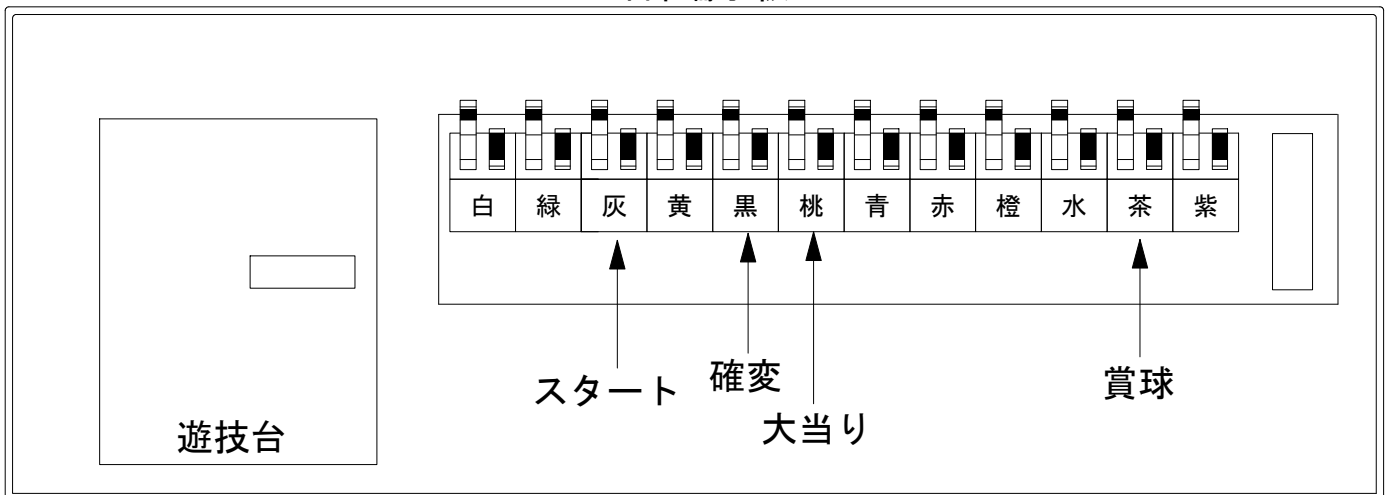 白 緑 灰 黄 黒 桃 青 赤 橙 水 茶 紫
スタート
確変
大当り
賞球
遊技台